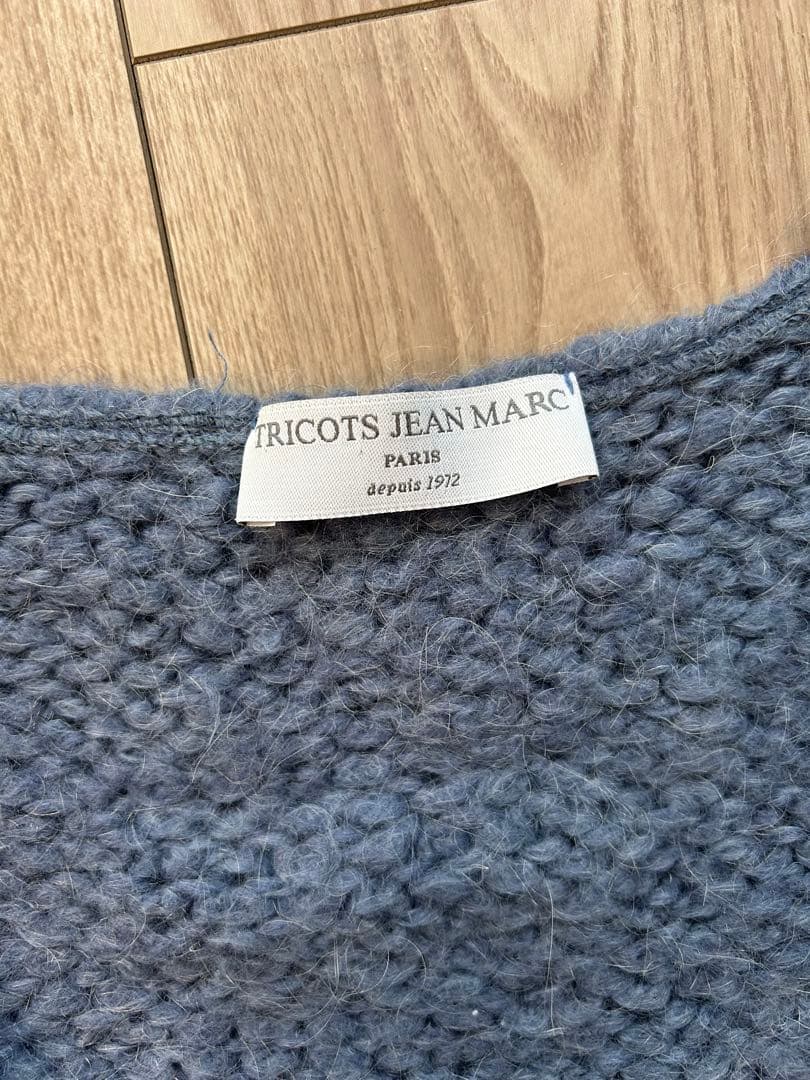 TRICOTS JEAN MARC
PARIS
depuis 1972